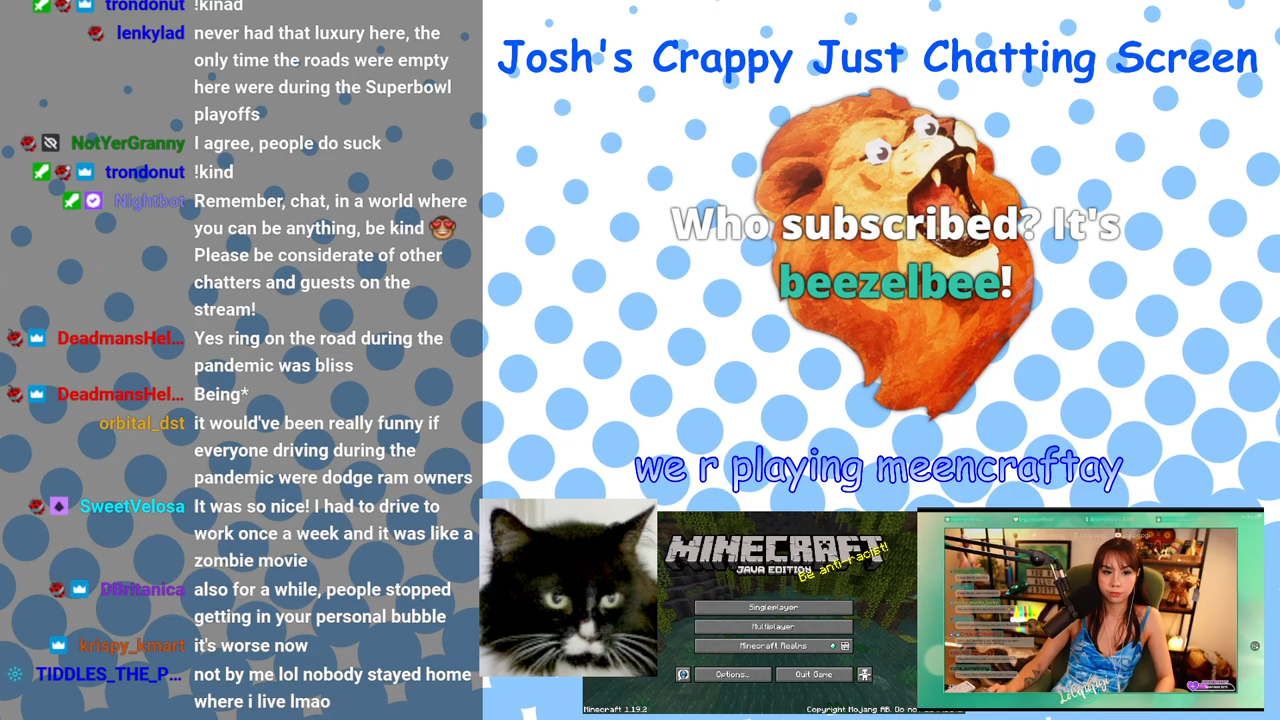 trondonut !kinad
lenkylad never had that luxury here, the
only time the roads were empty
here were during the Superbowl
playoffs
NotYerGranny I agree, people do suck
trondonut !kind
Nightbot Remember, chat, in a world where
you can be anything, be kind
Please be considerate of other
chatters and guests on the
stream!
DeadmansHel... Yes ring on the road during the
pandemic was bliss
DeadmansHel... Being*
orbital_dst it would've been really funny if
everyone driving during the
pandemic were dodge ram owners
SweetVelosa It was so nice! I had to drive to
work once a week and it was like a
zombie movie
DBritanica also for a while, people stopped
getting in your personal bubble
krispy_kmart it's worse now
TIDDLES_THE_P... not by me lol nobody stayed home
where i live lmao
Josh's Crappy Just Chatting Screen
Who subscribed? It's
beezelbee!
we r playing meencraftay
MINECRAFT
JAVA EDITION
Be anti-racist!
Singleplayer
Multiplayer
Minecraft Realms
Options...
Quit Game
Minecraft 1.19.2
Copyright Mojang AB. Do no